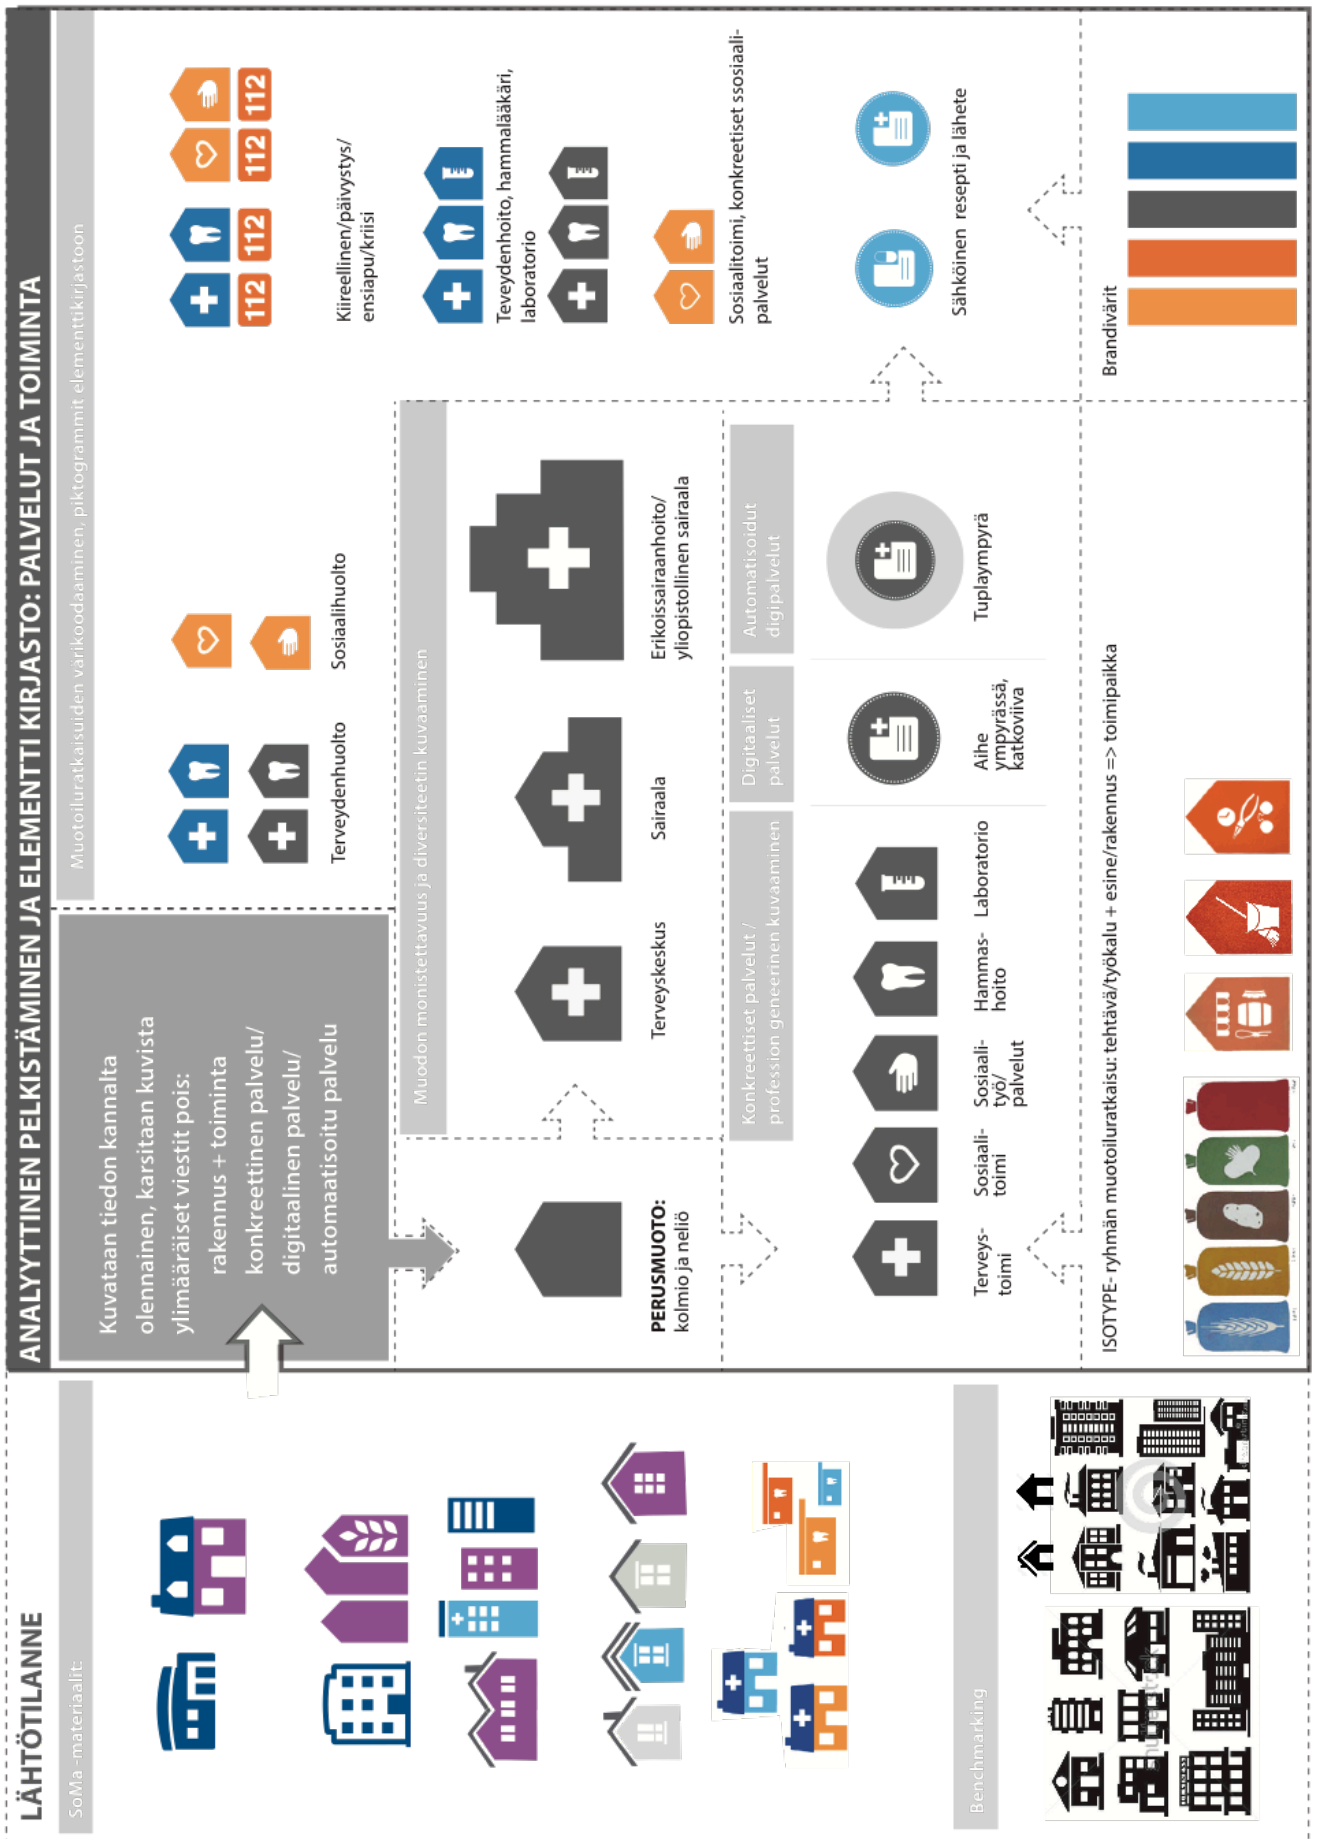 LÄHTÖTILANNE
SoMa -materiaalit:
Benchmarking
ANALYYTTINEN PELKISTÄMINEN JA ELEMENTTI KIRJASTO: PALVELUT JA TOIMINTA
Kuvataan tiedon kannalta
olennainen, karsitaan kuvista
ylimääräiset viestit pois:
rakennus + toiminta
konkreettinen palvelu/
digitaalinen palvelu/
automaatisoitu palvelu
Muotoiluratkaisuiden värikoodaaminen, piktogrammit elementtikirjastoon
Terveydenhuolto
Sosiaalihuolto
112
112
112
112
Kiireellinen/päivystys/
ensiapu/kriisi
Teveydenhoito, hammalääkäri,
laboratorio
Sosiaalitoimi, konkreetiset ssosiaali-
palvelut
Sähköinen resepti ja lähete
PERUSMUOTO:
kolmio ja neliö
Muodon monistettavuus ja diversiteetin kuvaaminen
Terveyskeskus
Sairaala
Erikoissairaanhoito/
yliopistollinen sairaala
Konkreettiset palvelut /
profession geneerinen kuvaaminen
Digitaaliset
palvelut
Automatisoidut
digipalvelut
Terveys-
toimi
Sosiaali-
toimi
Sosiaali-
työ/
palvelut
Hammas-
hoito
Laboratorio
Aihe
ympyrässä,
katkoviiva
Tuplaympyrä
ISOTYPE- ryhmän muotoiluratkaisu: tehtävä/työkalu + esine/rakennus => toimipaikka
Brandivärit